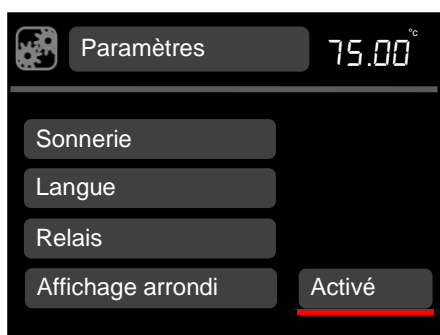 Paramètres 75.00°c
Sonnerie
Langue
Relais
Affichage arrondi Activé